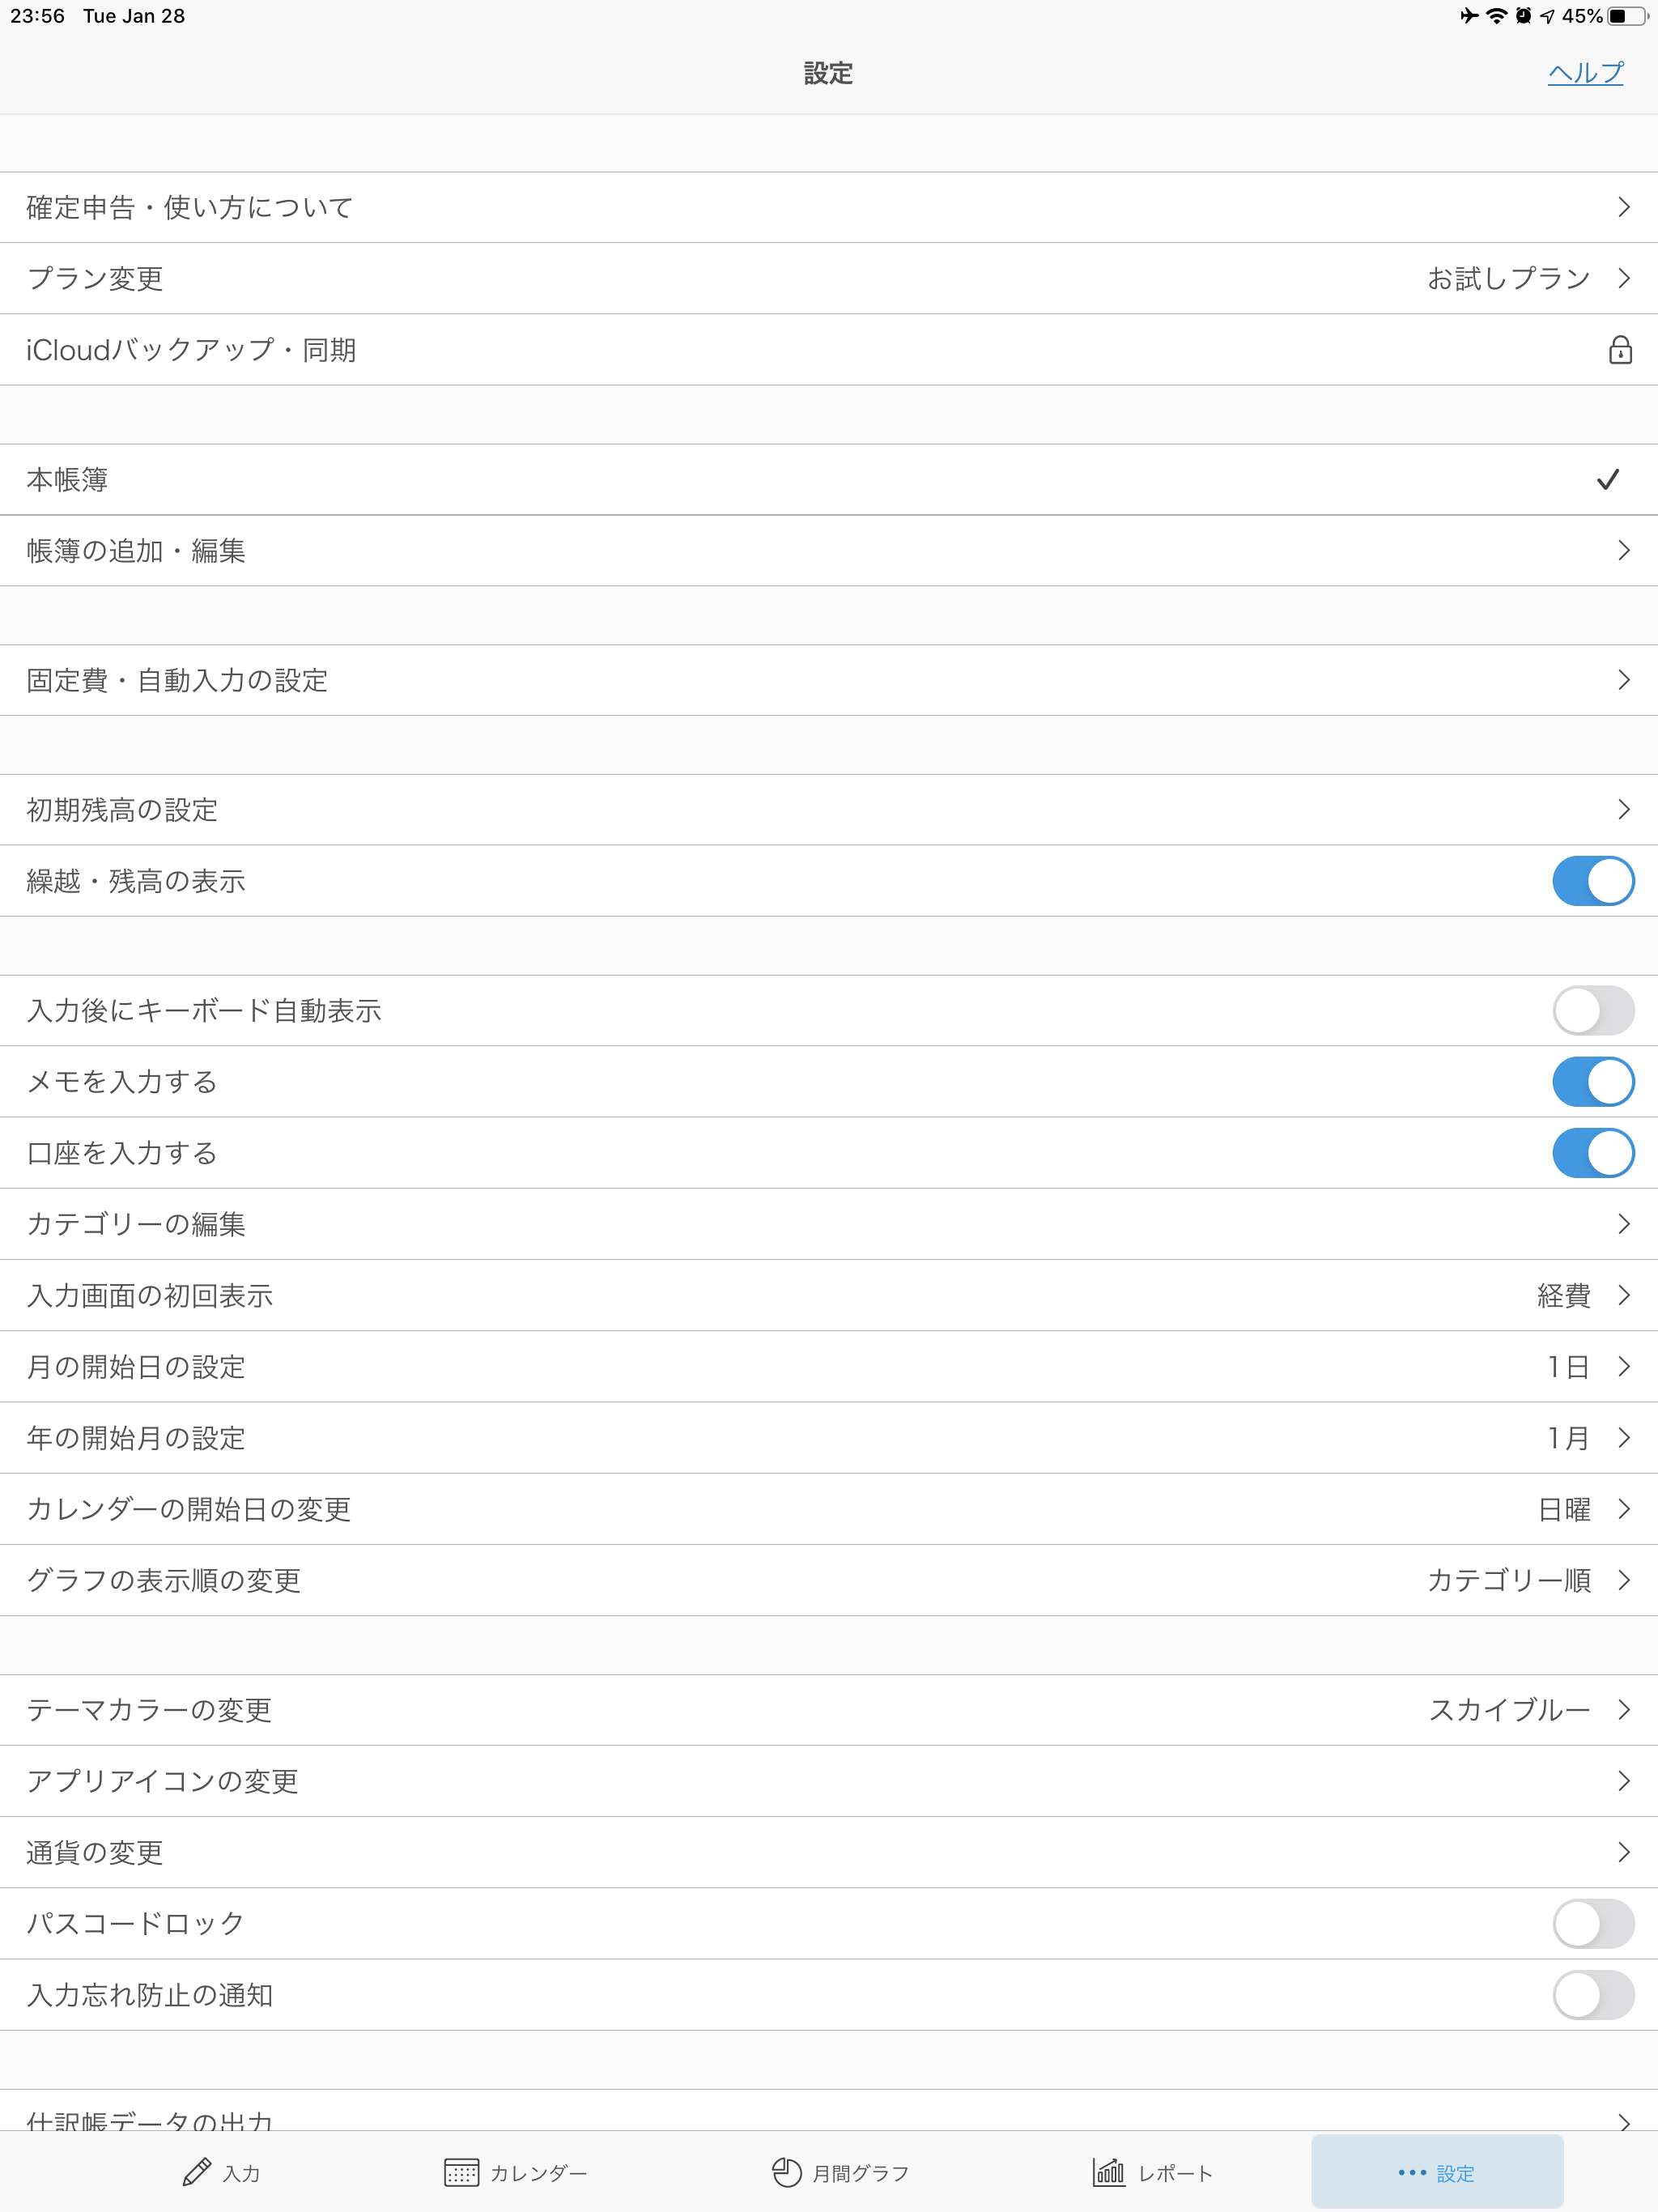 23:56 Tue Jan 28 45%
設定 ヘルプ
確定申告・使い方について
プラン変更 お試しプラン
iCloudバックアップ・同期
本帳簿
帳簿の追加・編集
固定費・自動入力の設定
初期残高の設定
繰越・残高の表示
入力後にキーボード自動表示
メモを入力する
口座を入力する
カテゴリーの編集
入力画面の初回表示 経費
月の開始日の設定 1日
年の開始月の設定 1月
カレンダーの開始日の変更 日曜
グラフの表示順の変更 カテゴリー順
テーマカラーの変更 スカイブルー
アプリアイコンの変更
通貨の変更
パスコードロック
入力忘れ防止の通知
仕訳帳データの出力
入力 カレンダー 月間グラフ レポート 設定